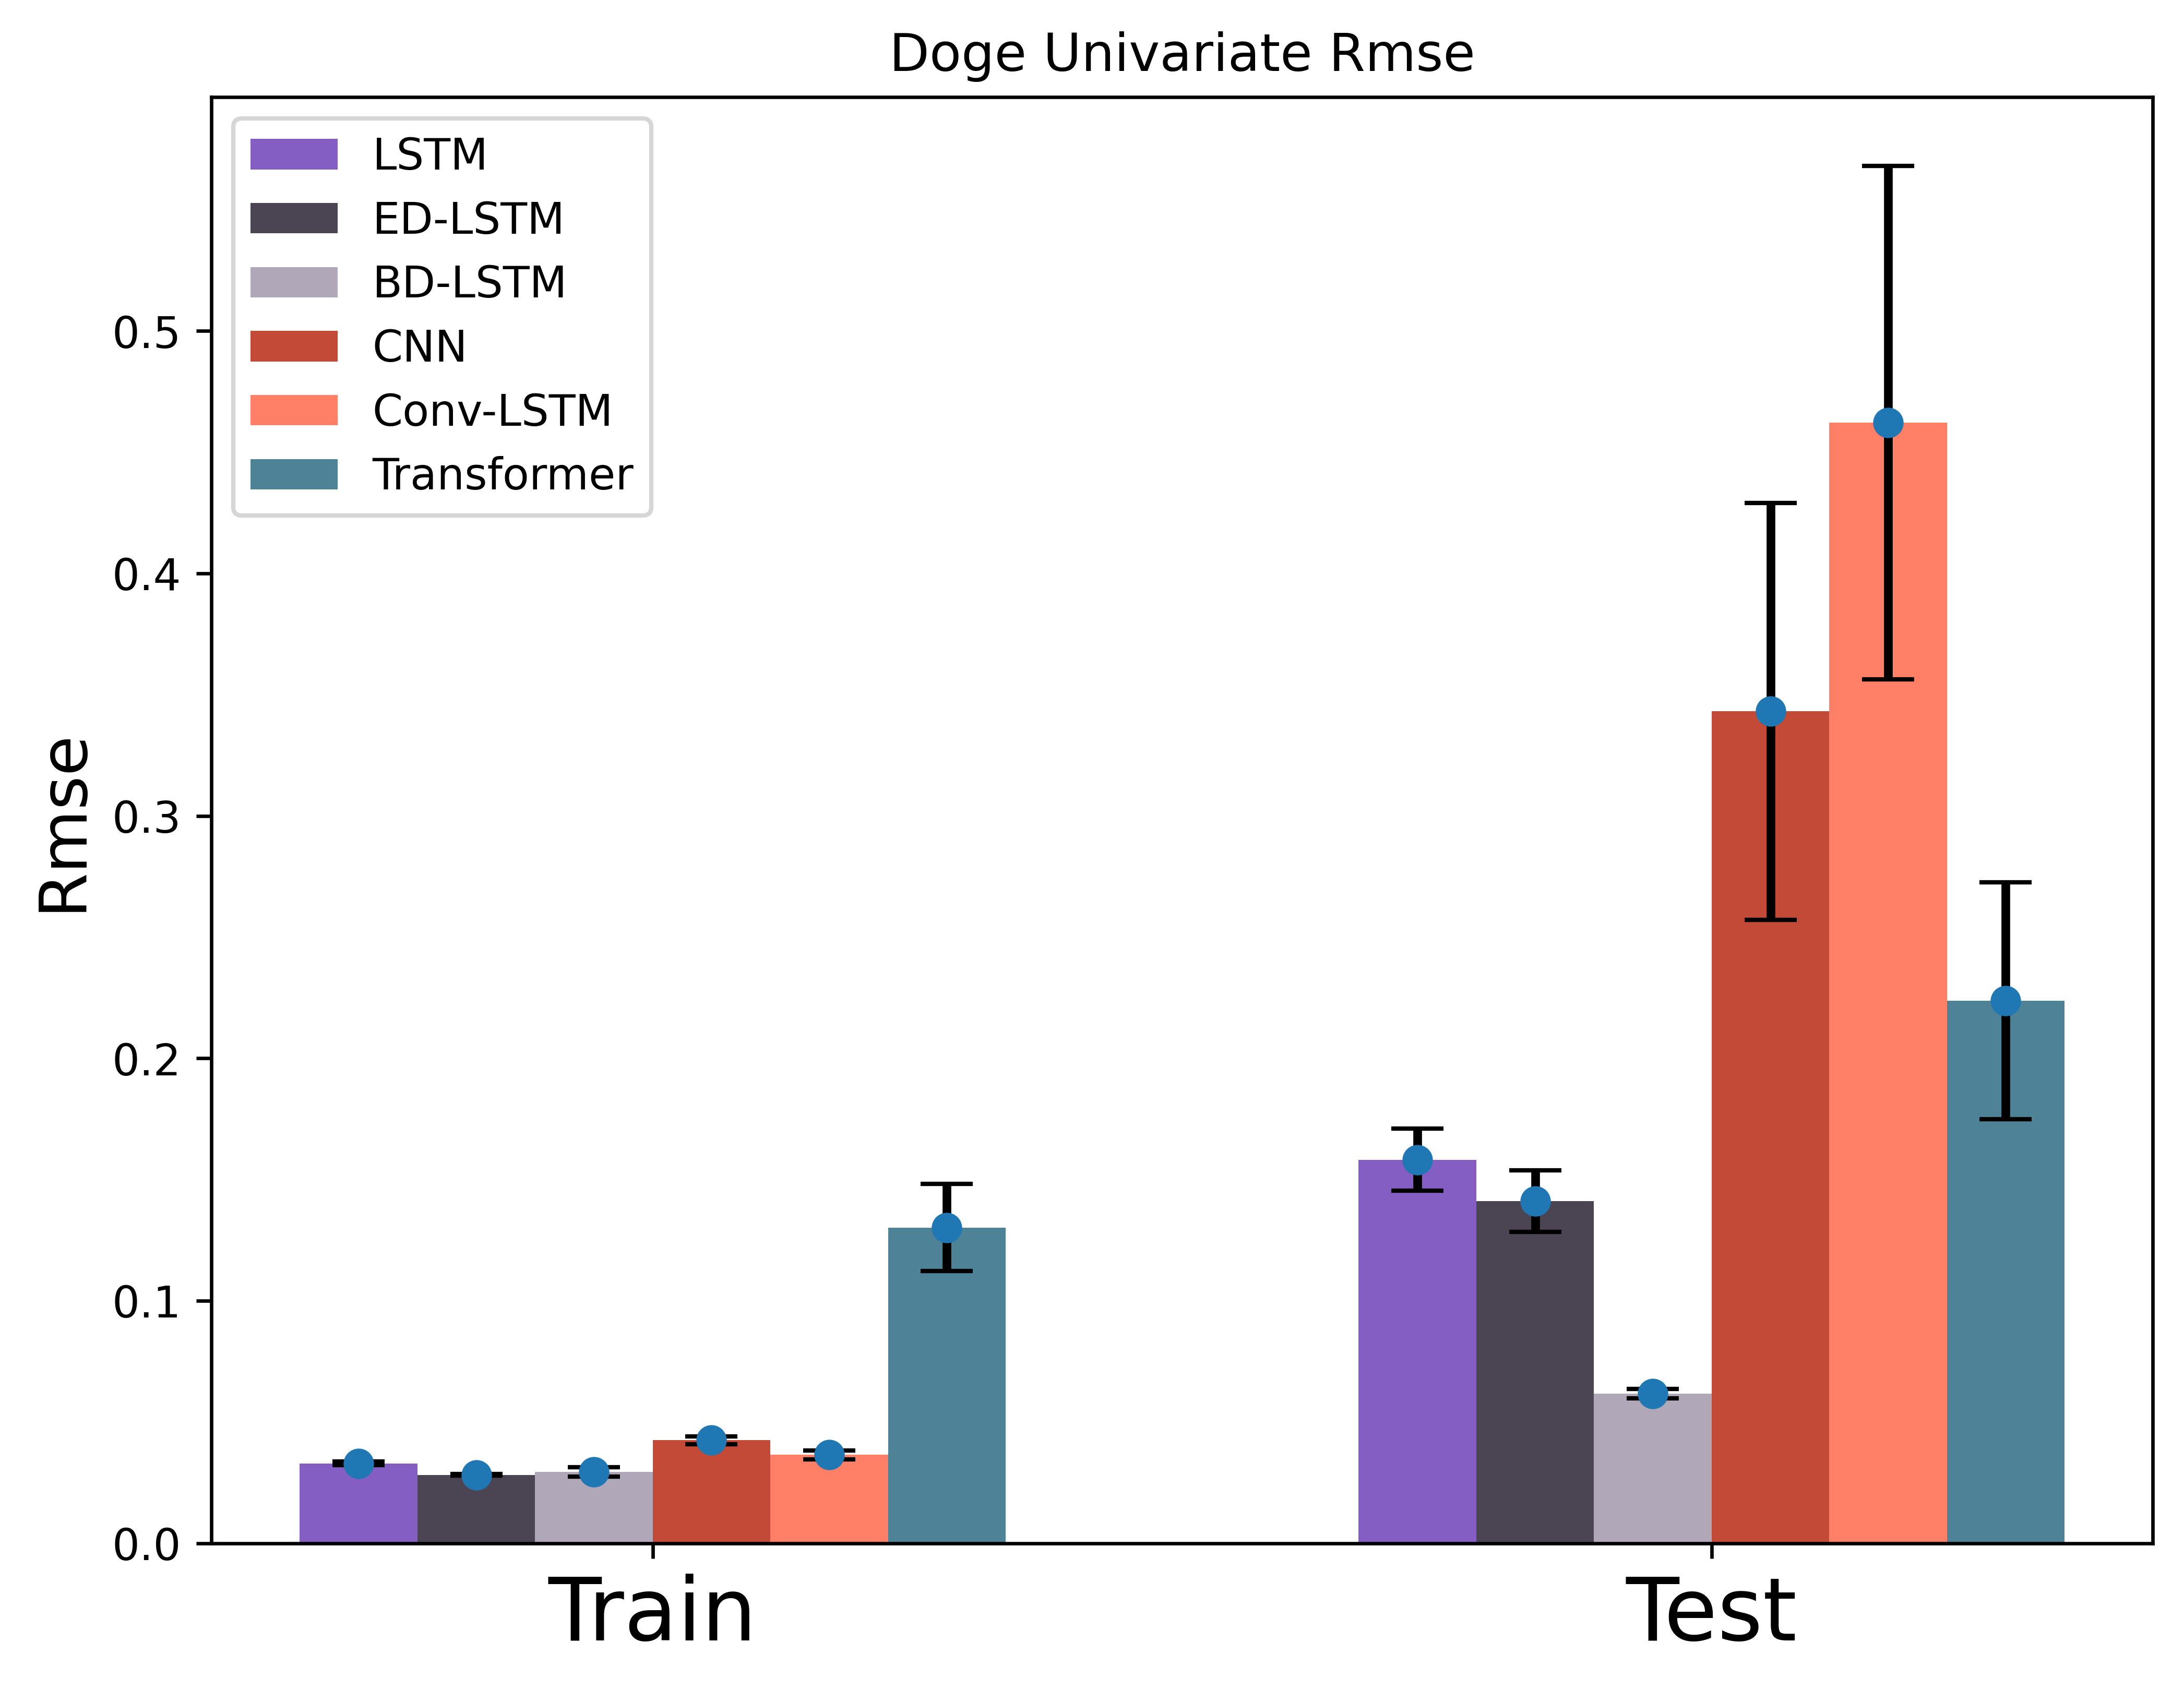 Doge Univariate Rmse
LSTM
ED-LSTM
BD-LSTM
CNN
Conv-LSTM
Transformer
Rmse
0.5
0.4
0.3
0.2
0.1
0.0
Train
Test